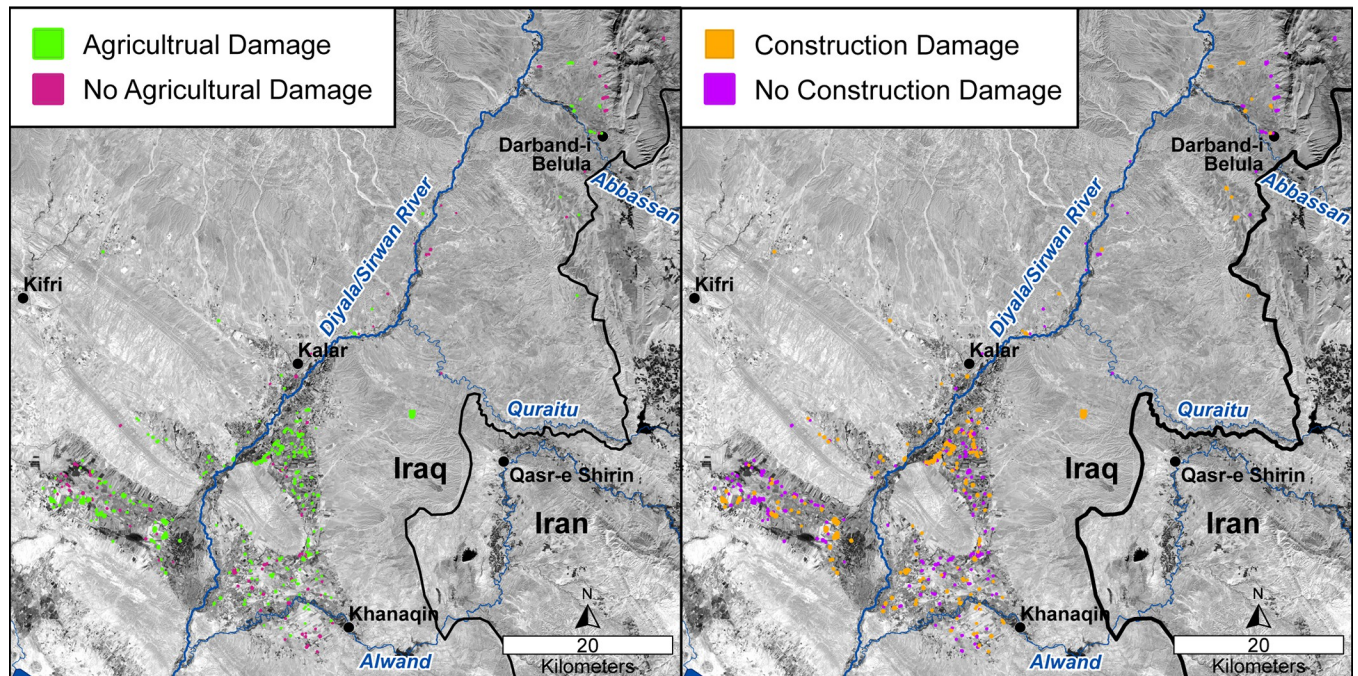 Agricultrual Damage
No Agricultural Damage
Darband-i
Belula
Abbassan
Diyala/Sirwan River
Kifri
Kalar
Quraitu
Iraq
Qasr-e Shirin
Iran
Khanaqin
Alwand
N
20
Kilometers
Construction Damage
No Construction Damage
Darband-i
Belula
Abbassan
Diyala/Sirwan River
Kifri
Kalar
Quraitu
Iraq
Qasr-e Shirin
Iran
Khanaqin
Alwand
N
20
Kilometers